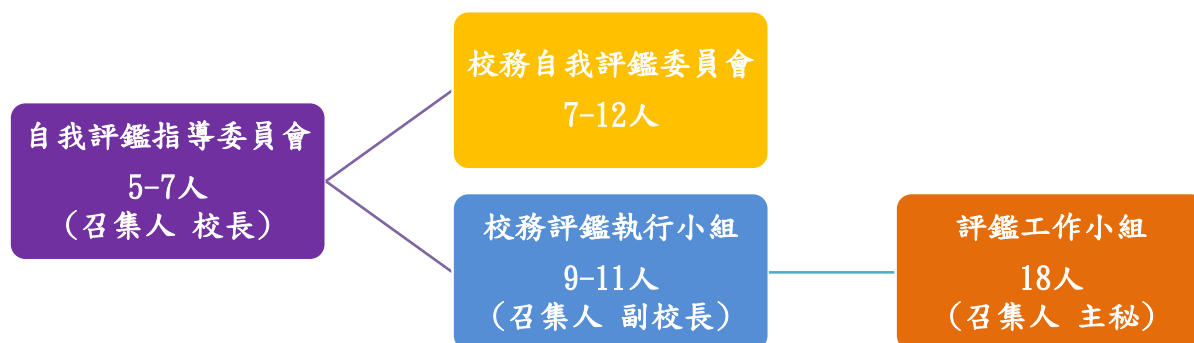 自我評鑑指導委員會
5-7人
(召集人 校長)
校務自我評鑑委員會
7-12人
校務評鑑執行小組
9-11人
(召集人 副校長)
評鑑工作小組
18人
(召集人 主秘)